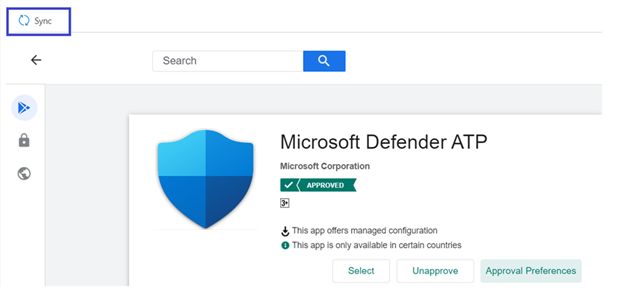 Sync
Search
Microsoft Defender ATP
Microsoft Corporation
APPROVED
3+
This app offers managed configuration
This app is only available in certain countries
Select
Unapprove
Approval Preferences